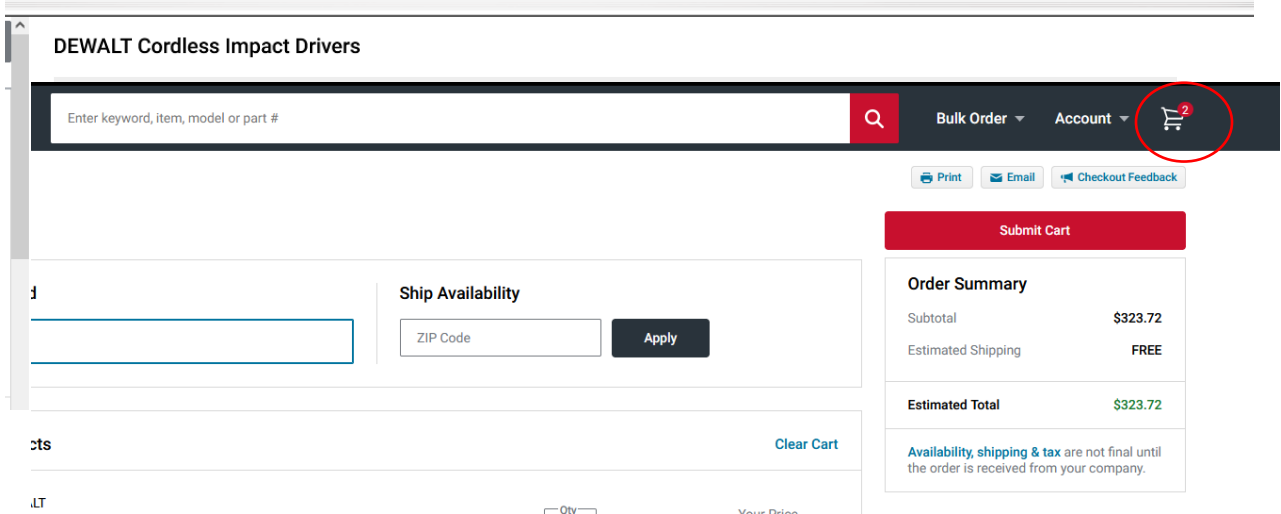 DEWALT Cordless Impact Drivers
Enter keyword, item, model or part #
Bulk Order
Account
2
Print
Email
Checkout Feedback
Submit Cart
d
Ship Availability
ZIP Code
Apply
Order Summary
Subtotal $323.72
Estimated Shipping FREE
Estimated Total $323.72
Availability, shipping & tax are not final until
the order is received from your company.
cts
Clear Cart
ALT
Qty
Your Price